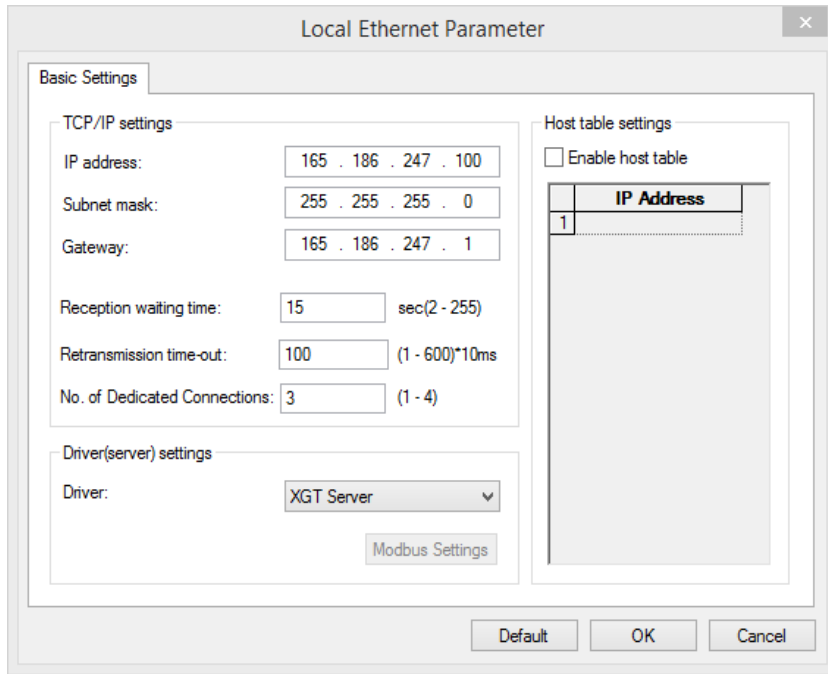 Local Ethernet Parameter
×
Basic Settings
TCP/IP settings
IP address: 165 . 186 . 247 . 100
Subnet mask: 255 . 255 . 255 . 0
Gateway: 165 . 186 . 247 . 1
Reception waiting time: 15 sec(2 - 255)
Retransmission time-out: 100 (1 - 600)*10ms
No. of Dedicated Connections: 3 (1 - 4)
Driver(server) settings
Driver: XGT Server
Modbus Settings
Host table settings
Enable host table
IP Address
1
Default OK Cancel